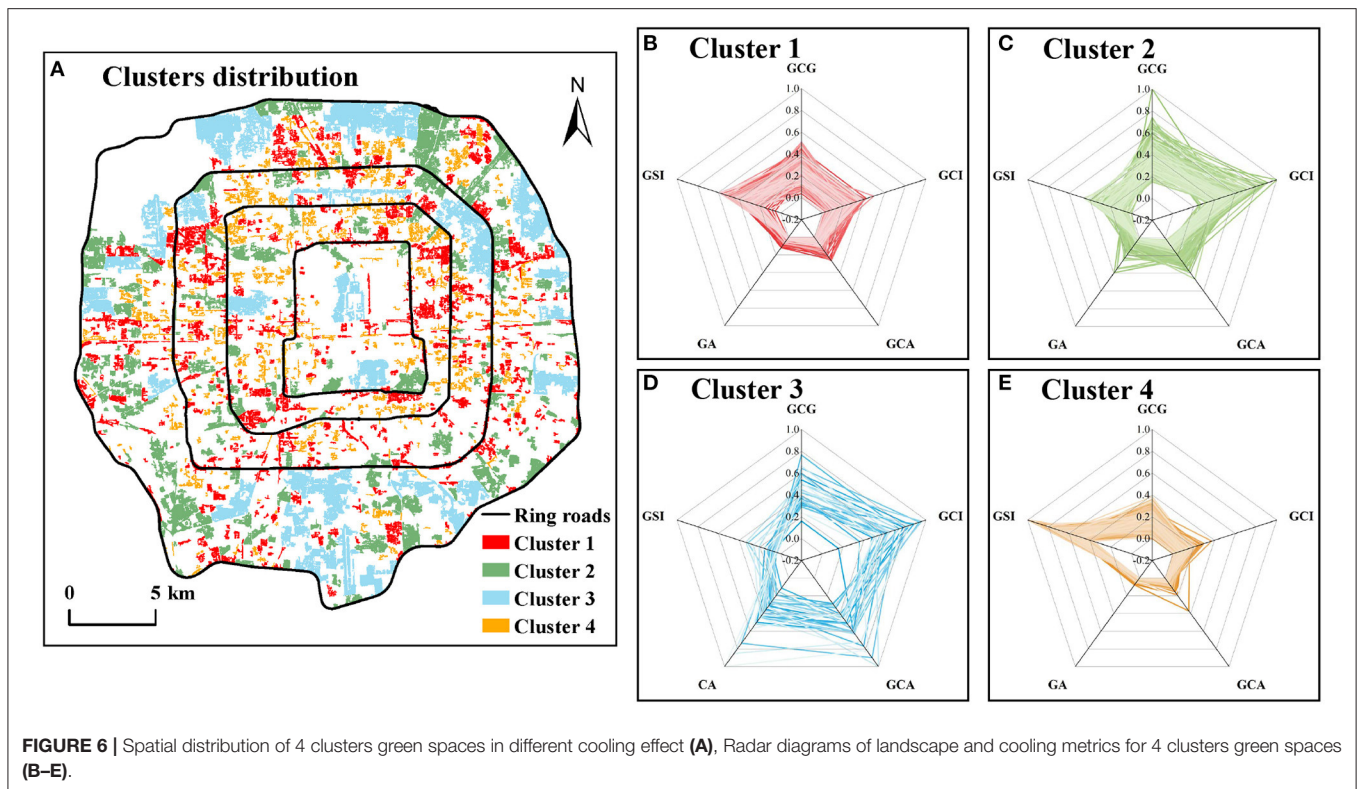 A Clusters distribution
N
Ring roads
Cluster 1
Cluster 2
Cluster 3
Cluster 4
0 5 km
B Cluster 1
GCG
1.0
0.8
0.6
0.4
0.2
0.0
-0.2
GSI
GCI
GA
GCA
C Cluster 2
GCG
1.0
0.8
0.6
0.4
0.2
0.0
-0.2
GSI
GCI
GA
GCA
D Cluster 3
GCG
1.0
0.8
0.6
0.4
0.2
0.0
-0.2
GSI
GCI
CA
GCA
E Cluster 4
GCG
1.0
0.8
0.6
0.4
0.2
0.0
-0.2
GSI
GCI
GA
GCA
FIGURE 6 | Spatial distribution of 4 clusters green spaces in different cooling effect (A), Radar diagrams of landscape and cooling metrics for 4 clusters green spaces
(B–E).